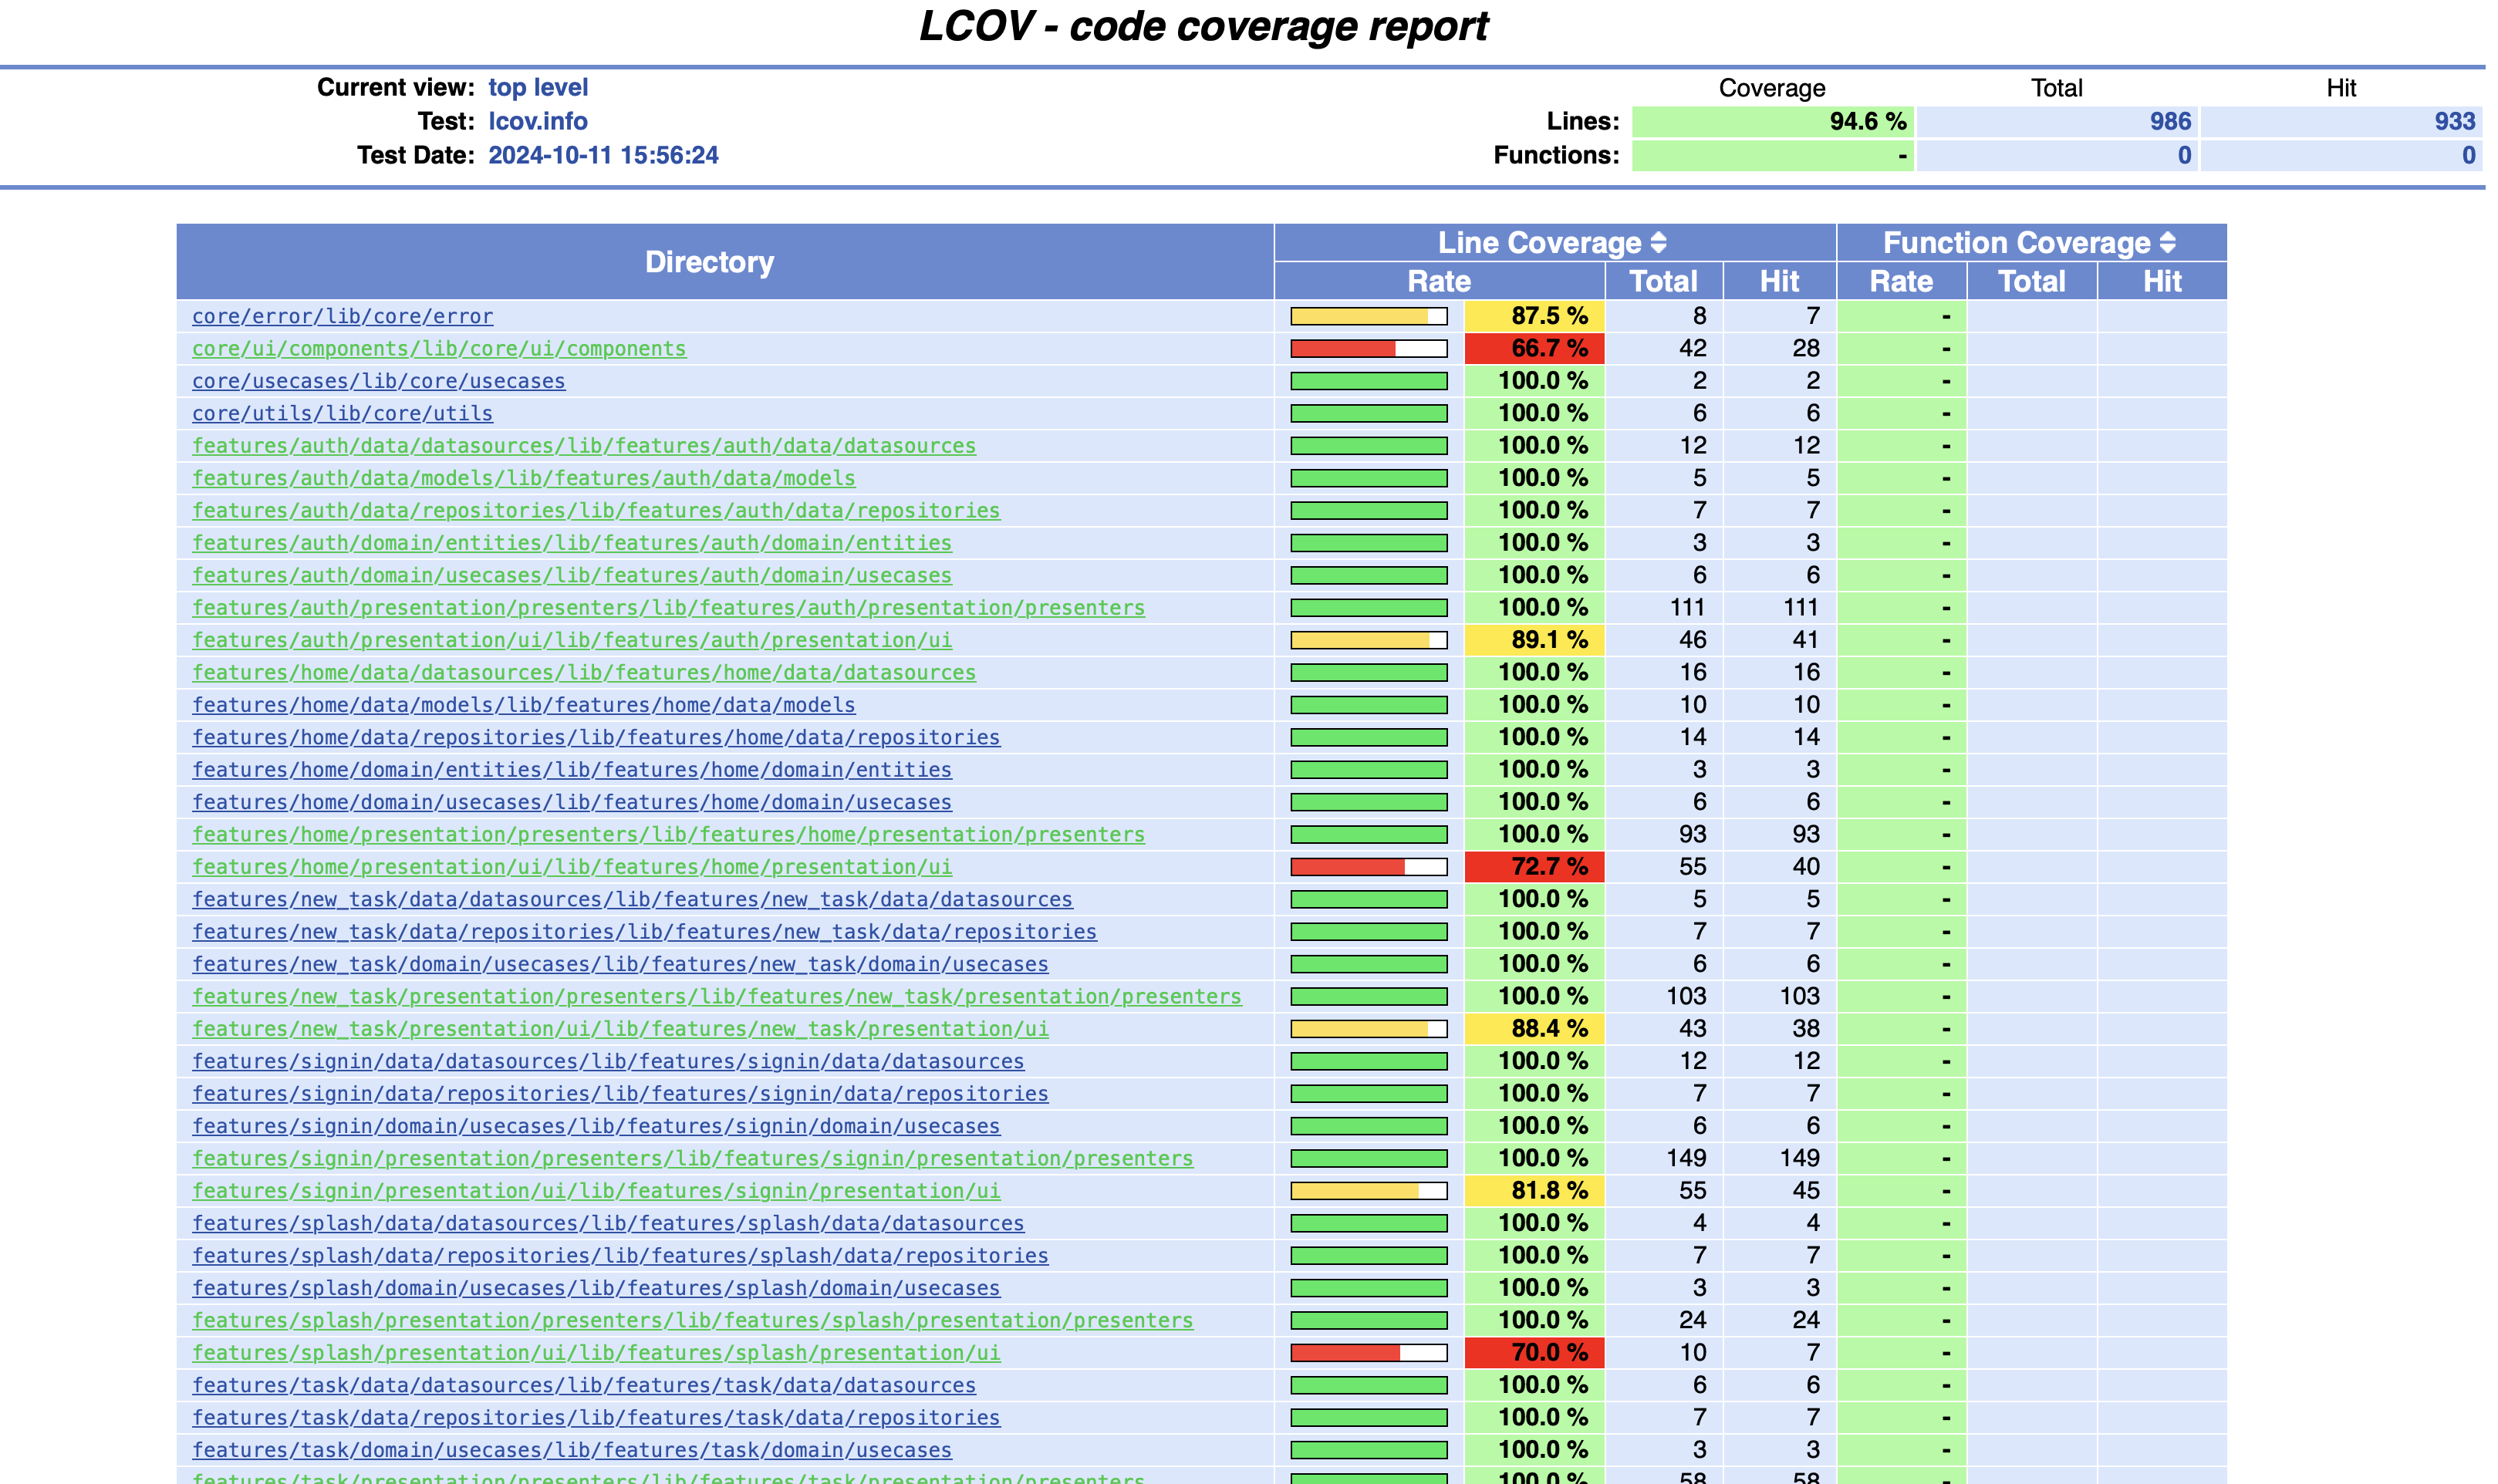 LCOV - code coverage report
Current view: top level
Coverage Total Hit
Test: lcov.info
Lines: 94.6 % 986 933
Test Date: 2024-10-11 15:56:24
Functions: - 0 0
Directory Line Coverage Function Coverage
Rate Total Hit Rate Total Hit
core/error/lib/core/error 87.5 % 8 7 -
core/ui/components/lib/core/ui/components 66.7 % 42 28 -
core/usecases/lib/core/usecases 100.0 % 2 2 -
core/utils/lib/core/utils 100.0 % 6 6 -
features/auth/data/datasources/lib/features/auth/data/datasources 100.0 % 12 12 -
features/auth/data/models/lib/features/auth/data/models 100.0 % 5 5 -
features/auth/data/repositories/lib/features/auth/data/repositories 100.0 % 7 7 -
features/auth/domain/entities/lib/features/auth/domain/entities 100.0 % 3 3 -
features/auth/domain/usecases/lib/features/auth/domain/usecases 100.0 % 6 6 -
features/auth/presentation/presenters/lib/features/auth/presentation/presenters 100.0 % 111 111 -
features/auth/presentation/ui/lib/features/auth/presentation/ui 89.1 % 46 41 -
features/home/data/datasources/lib/features/home/data/datasources 100.0 % 16 16 -
features/home/data/models/lib/features/home/data/models 100.0 % 10 10 -
features/home/data/repositories/lib/features/home/data/repositories 100.0 % 14 14 -
features/home/domain/entities/lib/features/home/domain/entities 100.0 % 3 3 -
features/home/domain/usecases/lib/features/home/domain/usecases 100.0 % 6 6 -
features/home/presentation/presenters/lib/features/home/presentation/presenters 100.0 % 93 93 -
features/home/presentation/ui/lib/features/home/presentation/ui 72.7 % 55 40 -
features/new_task/data/datasources/lib/features/new_task/data/datasources 100.0 % 5 5 -
features/new_task/data/repositories/lib/features/new_task/data/repositories 100.0 % 7 7 -
features/new_task/domain/usecases/lib/features/new_task/domain/usecases 100.0 % 6 6 -
features/new_task/presentation/presenters/lib/features/new_task/presentation/presenters 100.0 % 103 103 -
features/new_task/presentation/ui/lib/features/new_task/presentation/ui 88.4 % 43 38 -
features/signin/data/datasources/lib/features/signin/data/datasources 100.0 % 12 12 -
features/signin/data/repositories/lib/features/signin/data/repositories 100.0 % 7 7 -
features/signin/domain/usecases/lib/features/signin/domain/usecases 100.0 % 6 6 -
features/signin/presentation/presenters/lib/features/signin/presentation/presenters 100.0 % 149 149 -
features/signin/presentation/ui/lib/features/signin/presentation/ui 81.8 % 55 45 -
features/splash/data/datasources/lib/features/splash/data/datasources 100.0 % 4 4 -
features/splash/data/repositories/lib/features/splash/data/repositories 100.0 % 7 7 -
features/splash/domain/usecases/lib/features/splash/domain/usecases 100.0 % 3 3 -
features/splash/presentation/presenters/lib/features/splash/presentation/presenters 100.0 % 24 24 -
features/splash/presentation/ui/lib/features/splash/presentation/ui 70.0 % 10 7 -
features/task/data/datasources/lib/features/task/data/datasources 100.0 % 6 6 -
features/task/data/repositories/lib/features/task/data/repositories 100.0 % 7 7 -
features/task/domain/usecases/lib/features/task/domain/usecases 100.0 % 3 3 -
features/task/presentation/presenters/lib/features/task/presentation/presenters 100.0 % 58 58 -